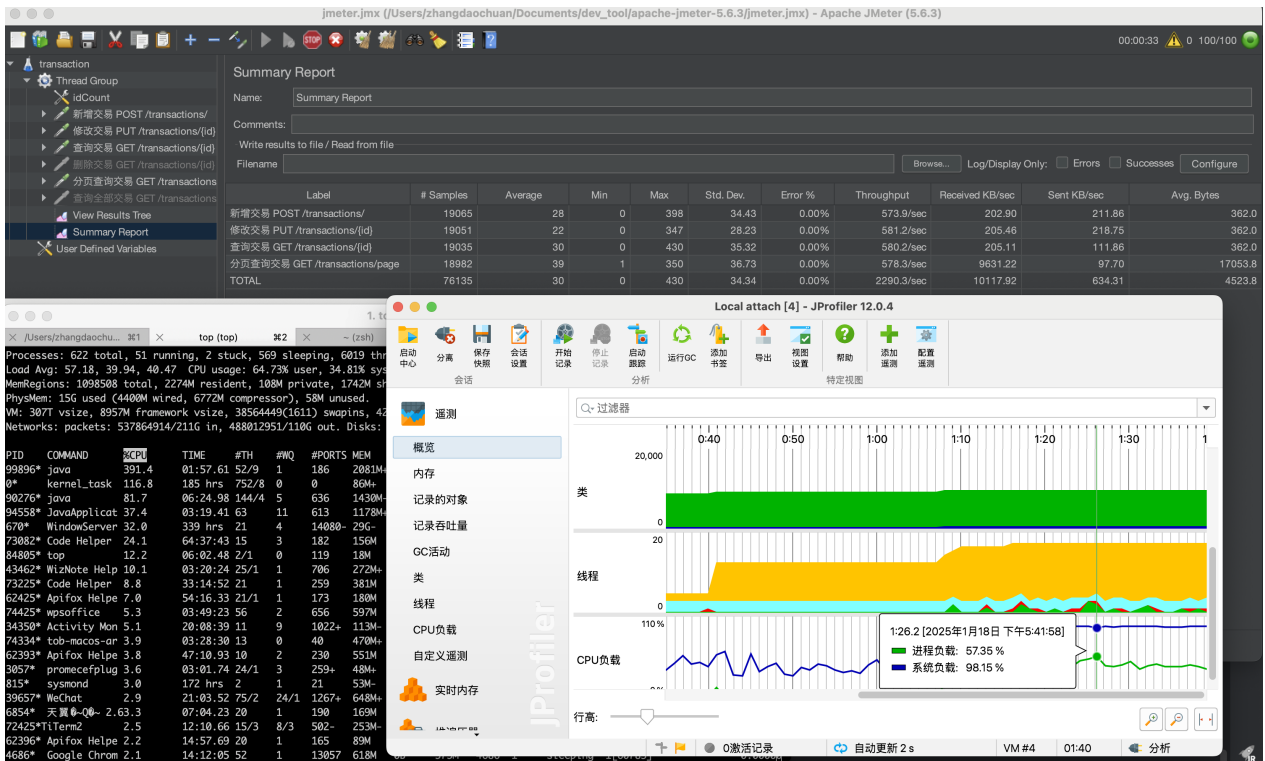 jmeter.jmx (/Users/zhangdaochuan/Documents/dev_tool/apache-jmeter-5.6.3/jmeter.jmx) - Apache JMeter (5.6.3)
STOP
00:00:33 0 100/100
transaction
Thread Group
idCount
新增交易 POST /transactions/
修改交易 PUT /transactions/{id}
查询交易 GET /transactions/{id}
删除交易 GET /transactions/{id}
分页查询交易 GET /transactions
查询全部交易 GET /transactions
View Results Tree
Summary Report
User Defined Variables
Summary Report
Name: Summary Report
Comments:
Write results to file / Read from file
Filename Browse... Log/Display Only: Errors Successes Configure
Label # Samples Average Min Max Std. Dev. Error % Throughput Received KB/sec Sent KB/sec Avg. Bytes
新增交易 POST /transactions/ 19065 28 0 398 34.43 0.00% 573.9/sec 202.90 211.86 362.0
修改交易 PUT /transactions/{id} 19051 22 0 347 28.23 0.00% 581.2/sec 205.46 218.75 362.0
查询交易 GET /transactions/{id} 19035 30 0 430 35.32 0.00% 580.2/sec 205.11 111.86 362.0
分页查询交易 GET /transactions/page 18982 39 1 350 36.73 0.00% 578.3/sec 9631.22 97.70 17053.8
TOTAL 76135 30 0 430 34.34 0.00% 2290.3/sec 10117.92 634.31 4523.8
/Users/zhangdaochu... ⌘1 top (top) ⌘2 ~ (zsh)
Processes: 622 total, 51 running, 2 stuck, 569 sleeping, 6019 thr
Load Avg: 57.18, 39.94, 40.47 CPU usage: 64.73% user, 34.81% sys
MemRegions: 1098508 total, 2274M resident, 108M private, 1742M sh
PhysMem: 15G used (4400M wired, 6772M compressor), 58M unused.
VM: 307T vsize, 8957M framework vsize, 38564449(1611) swapins, 42
Networks: packets: 537864914/211G in, 488012951/110G out. Disks:
PID COMMAND %CPU TIME #TH #WQ #PORTS MEM
99896* java 391.4 01:57.61 52/9 1 186 2081M+
0* kernel_task 116.8 185 hrs 752/8 0 0 86M+
90276* java 81.7 06:24.98 144/4 5 636 1430M-
94558* JavaApplicat 37.4 03:19.41 63 11 613 1178M+
670* WindowServer 32.0 339 hrs 21 4 14080- 29G-
73082* Code Helper 24.1 64:37:43 15 3 182 156M
84805* top 12.2 06:02.48 2/1 0 119 18M
43462* WizNote Help 10.1 03:20:24 25/1 1 706 272M+
73225* Code Helper 8.8 33:14:52 21 1 259 381M
62425* Apifox Helpe 7.0 54:16.33 21/1 1 173 180M
74425* wpsoffice 5.3 03:49:23 56 2 656 597M
34350* Activity Mon 5.1 20:08:39 11 9 1022+ 113M-
74334* tob-macos-ar 3.9 03:28:30 13 0 40 470M+
62393* Apifox Helpe 3.8 47:10.93 10 2 230 551M
3057* promecefplug 3.6 03:01.74 24/1 3 259+ 48M+
815* sysmond 3.0 172 hrs 2 1 21 53M-
39657* WeChat 2.9 21:03.52 75/2 24/1 1267+ 648M+
6854* 天翼�~Q�~ 2.63.3 07:04.23 20 1 190 169M
72425*TiTerm2 2.5 12:10.66 15/3 8/3 502- 253M-
62396* Apifox Helpe 2.2 14:57.69 20 1 165 89M
4686* Google Chrom 2.1 14:12:05 52 1 13057 618M
Local attach [4] - JProfiler 12.0.4
启动中心 分离 保存快照 会话设置 开始记录 停止记录 启动跟踪 运行GC 添加书签 导出 视图设置 帮助 添加遥测 配置遥测
会话 分析 特定视图
遥测
概览
内存
记录的对象
记录吞吐量
GC活动
类
线程
CPU负载
自定义遥测
实时内存
JProfiler
过滤器
0:40 0:50 1:00 1:10 1:20 1:30 1
20,000
类
0
20
线程
0
110 %
CPU负载
1:26.2 [2025年1月18日 下午5:41:58]
进程负载: 57.35 %
系统负载: 98.15 %
行高:
0激活记录 自动更新 2 s VM #4 01:40 分析